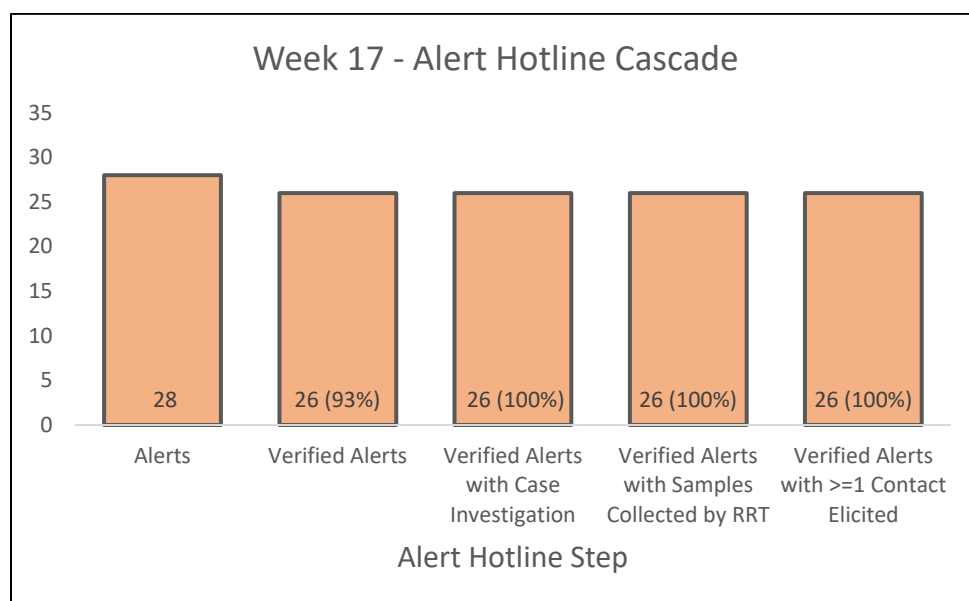 Week 17 - Alert Hotline Cascade
35
30
25
20
15
10
5
0
28
26 (93%)
26 (100%)
26 (100%)
26 (100%)
Alerts
Verified Alerts
Verified Alerts
with Case
Investigation
Verified Alerts
with Samples
Collected by RRT
Verified Alerts
with >=1 Contact
Elicited
Alert Hotline Step